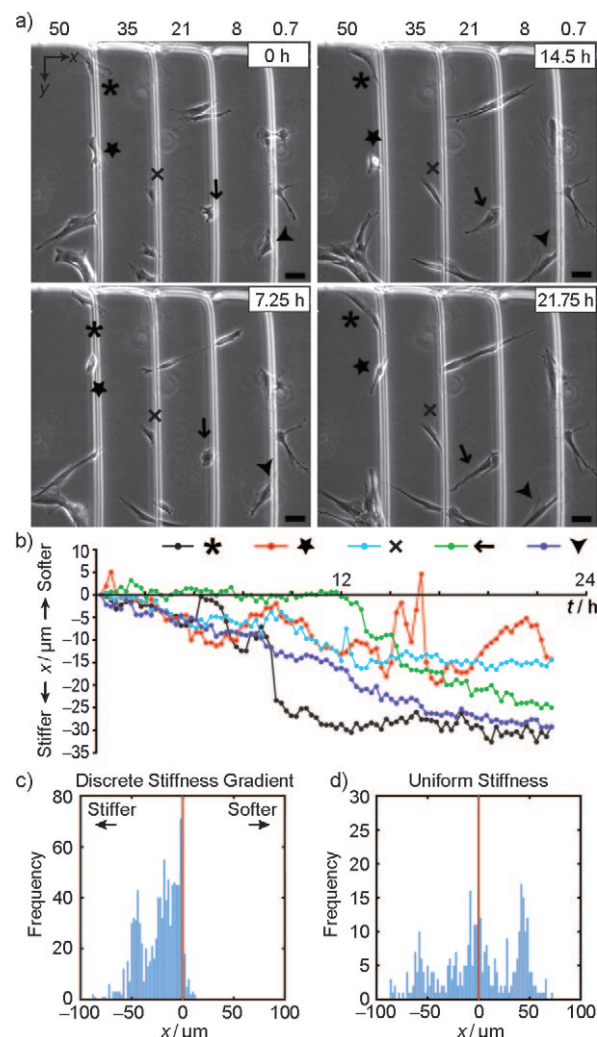 a) 50 35 21 8 0.7 50 35 21 8 0.7
0 h
14.5 h
x
y
7.25 h
21.75 h
b)
12 24
t / h
Stiffer ← x / μm → Softer
5
0
−5
−10
−15
−20
−25
−30
−35
c) Discrete Stiffness Gradient
Stiffer Softer
Frequency
80
60
40
20
0
−100 −50 0 50 100
x / μm
d) Uniform Stiffness
Frequency
30
25
20
15
10
5
0
−100 −50 0 50 100
x / μm